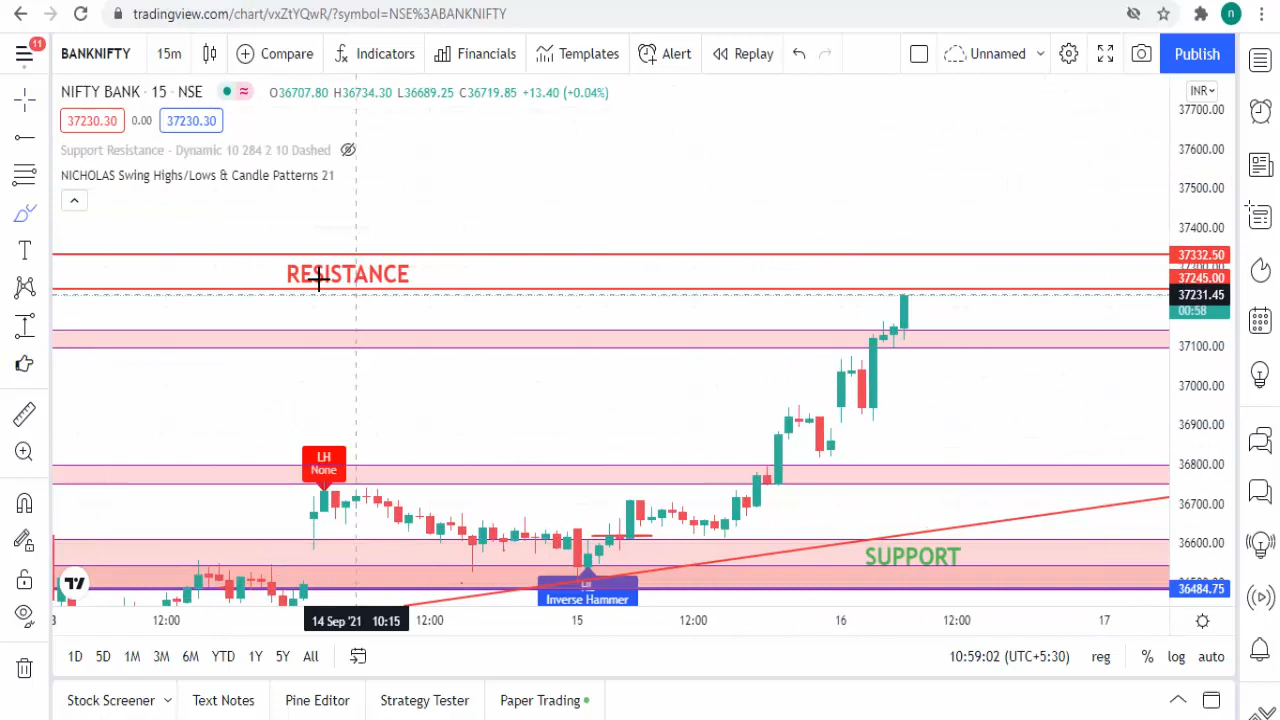 tradingview.com/chart/vxZtYQwR/?symbol=NSE%3ABANKNIFTY
n
11
BANKNIFTY 15m Compare Indicators Financials Templates Alert Replay Unnamed Publish
NIFTY BANK · 15 · NSE O36707.80 H36734.30 L36689.25 C36719.85 +13.40 (+0.04%)
INR
37230.30 0.00 37230.30
Support Resistance - Dynamic 10 284 2 10 Dashed
NICHOLAS Swing Highs/Lows & Candle Patterns 21
37700.00
37600.00
37500.00
37400.00
37332.50
RESISTANCE
37245.00
37231.45
00:58
37100.00
37000.00
36900.00
36800.00
36700.00
36600.00
36484.75
LH
None
SUPPORT
Inverse Hammer
12:00 14 Sep '21 10:15 12:00 15 12:00 16 12:00 17
1D 5D 1M 3M 6M YTD 1Y 5Y All 10:59:02 (UTC+5:30) reg % log auto
Stock Screener Text Notes Pine Editor Strategy Tester Paper Trading